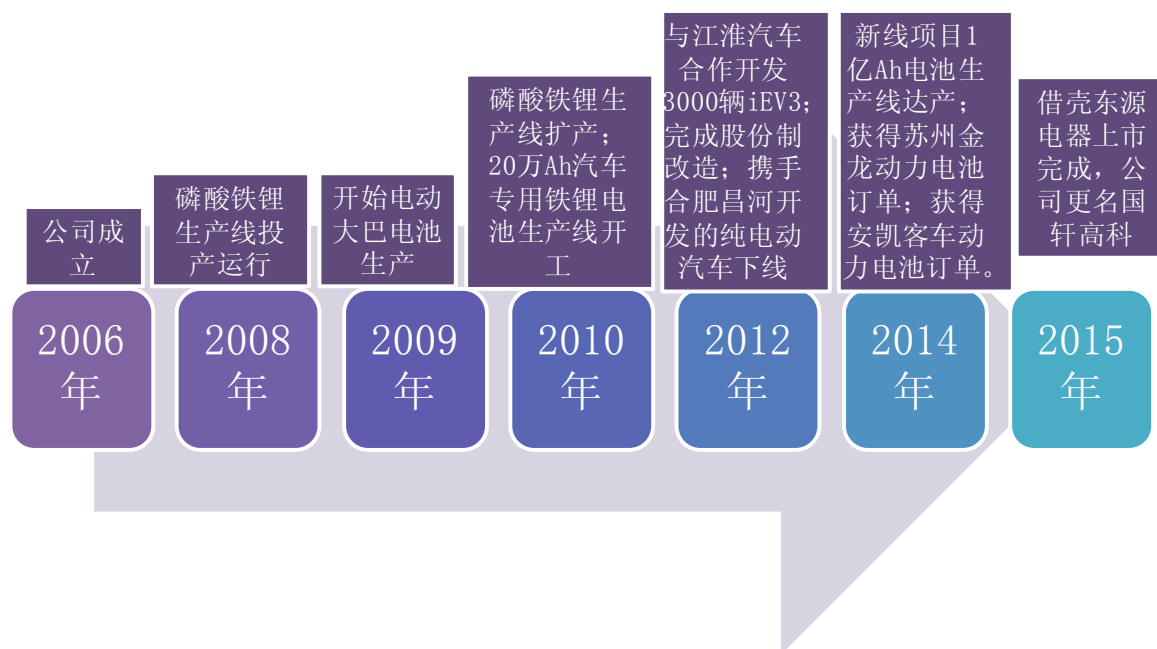 公司成
立
2006
年
磷酸铁锂
生产线投
产运行
2008
年
开始电动
大巴电池
生产
2009
年
磷酸铁锂生
产线扩产；
20万Ah汽车
专用铁锂电
池生产线开
工
2010
年
与江淮汽车
合作开发
3000辆iEV3；
完成股份制
改造；携手
合肥昌河开
发的纯电动
汽车下线
2012
年
新线项目1
亿Ah电池生
产线达产；
获得苏州金
龙动力电池
订单；获得
安凯客车动
力电池订单。
2014
年
借壳东源
电器上市
完成，公
司更名国
轩高科
2015
年